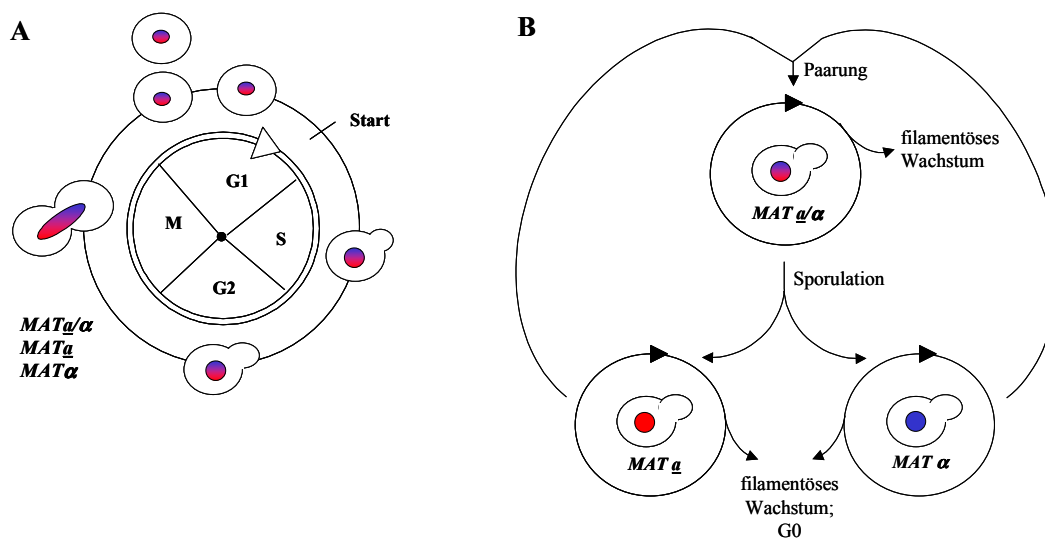 A
Start
G1
M
S
G2
MATa/α
MATa
MATα
B
Paarung
filamentöses
Wachstum
MAT a/α
Sporulation
MAT a
MAT α
filamentöses
Wachstum;
G0